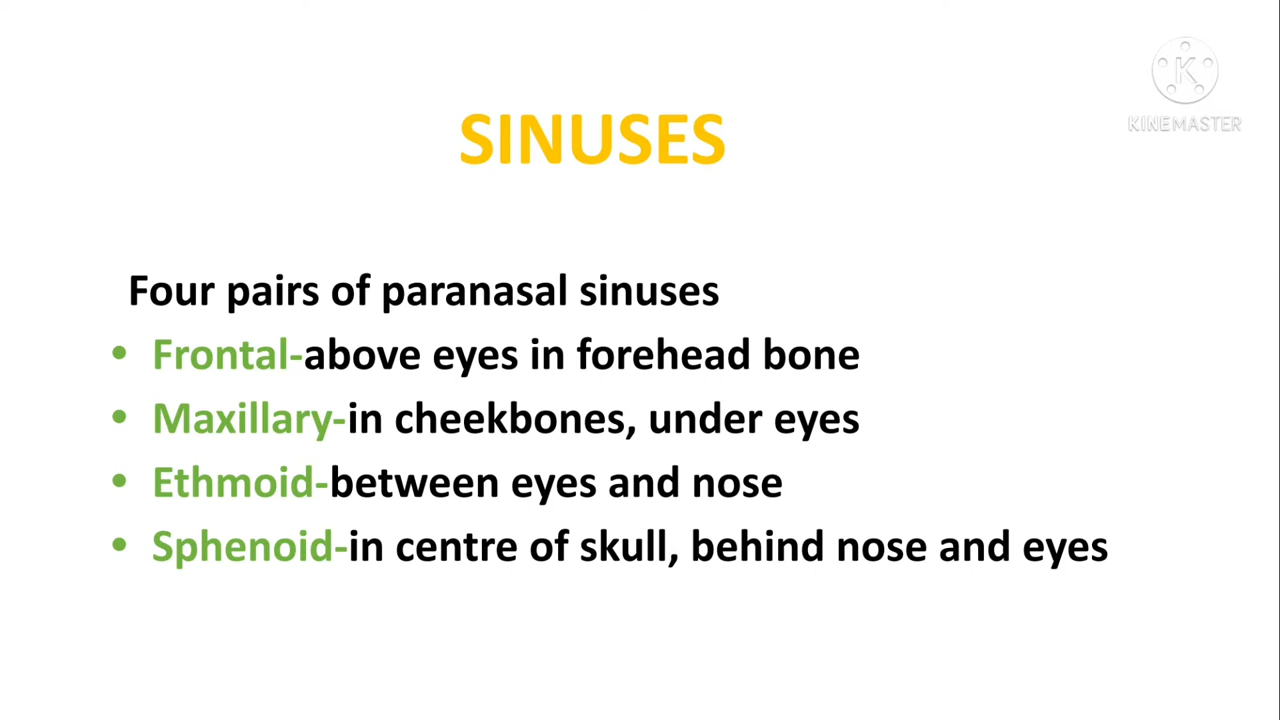 KINEMASTER
SINUSES
Four pairs of paranasal sinuses
• Frontal-above eyes in forehead bone
• Maxillary-in cheekbones, under eyes
• Ethmoid-between eyes and nose
• Sphenoid-in centre of skull, behind nose and eyes